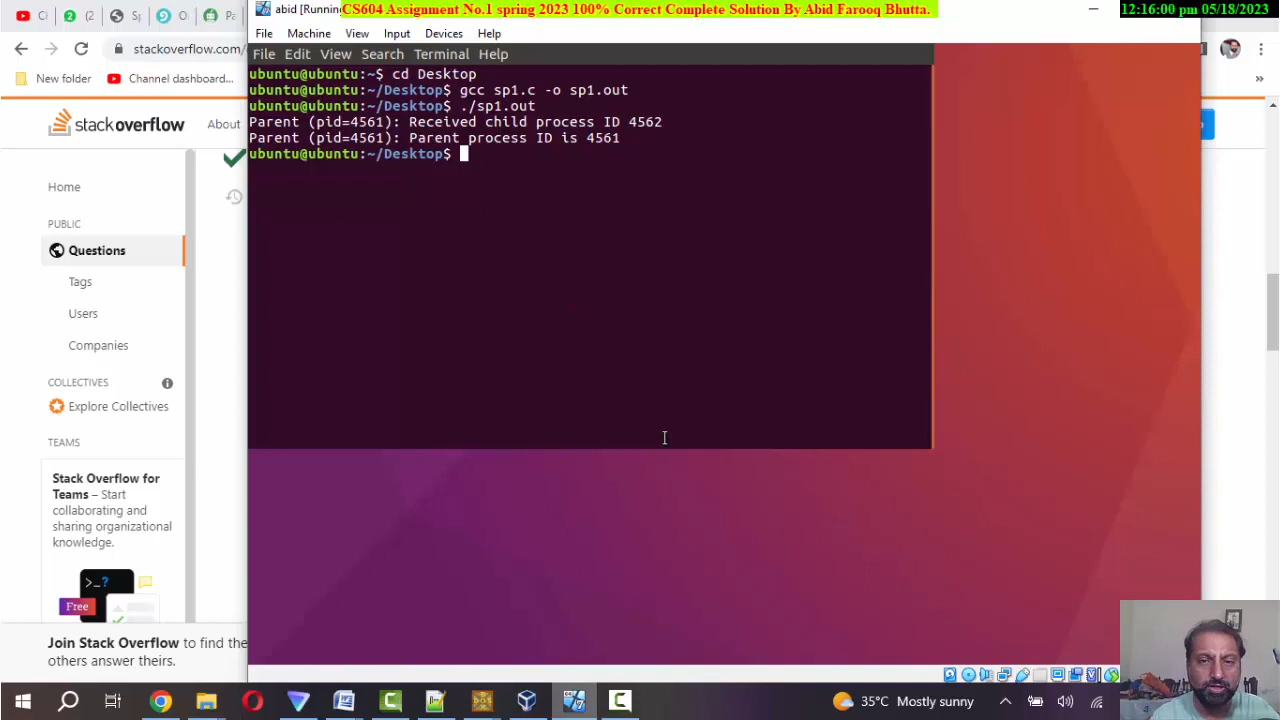 abid [Running
CS604 Assignment No.1 spring 2023 100% Correct Complete Solution By Abid Farooq Bhutta.
12:16:00 pm 05/18/2023
File Machine View Input Devices Help
stackoverflow.com/
New folder
Channel dashboard...
»
File Edit View Search Terminal Help
ubuntu@ubuntu:~$ cd Desktop
ubuntu@ubuntu:~/Desktop$ gcc sp1.c -o sp1.out
ubuntu@ubuntu:~/Desktop$ ./sp1.out
Parent (pid=4561): Received child process ID 4562
Parent (pid=4561): Parent process ID is 4561
ubuntu@ubuntu:~/Desktop$
stackoverflow
Home
PUBLIC
Questions
Tags
Users
Companies
COLLECTIVES
Explore Collectives
TEAMS
Stack Overflow for
Teams – Start
collaborating and
sharing organizational
knowledge.
>_?
Free
Join Stack Overflow to find the
others answer theirs.
35°C Mostly sunny